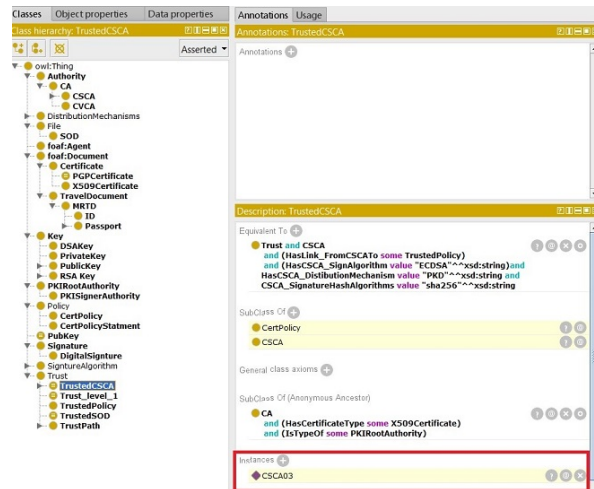 Classes Object properties Data properties
Class hierarchy: TrustedCSCA
Asserted
owl:Thing
Authority
CA
CSCA
CVCA
DistributionMechanisms
File
SOD
foaf:Agent
foaf:Document
Certificate
PGPCertificate
X509Certificate
TravelDocument
MRTD
ID
Passport
Key
DSAKey
PrivateKey
PublicKey
RSA Key
PKIRootAuthority
PKISignerAuthority
Policy
CertPolicy
CertPolicyStatment
PubKey
Signature
DigitalSignture
SigntureAlgorithm
Trust
TrustedCSCA
Trust_level_1
TrustedPolicy
TrustedSOD
TrustPath
Annotations Usage
Annotations: TrustedCSCA
Annotations
Description: TrustedCSCA
Equivalent To
Trust and CSCA
and (HasLink_FromCSCATo some TrustedPolicy)
and (HasCSCA_SignAlgorithm value "ECDSA"^^xsd:string)and
HasCSCA_DistibutionMechanism value "PKD"^^xsd:string and
CSCA_SignatureHashAlgorithms value "sha256"^^xsd:string
SubClass Of
CertPolicy
CSCA
General class axioms
SubClass Of (Anonymous Ancestor)
CA
and (HasCertificateType some X509Certificate)
and (IsTypeOf some PKIRootAuthority)
Instances
CSCA03